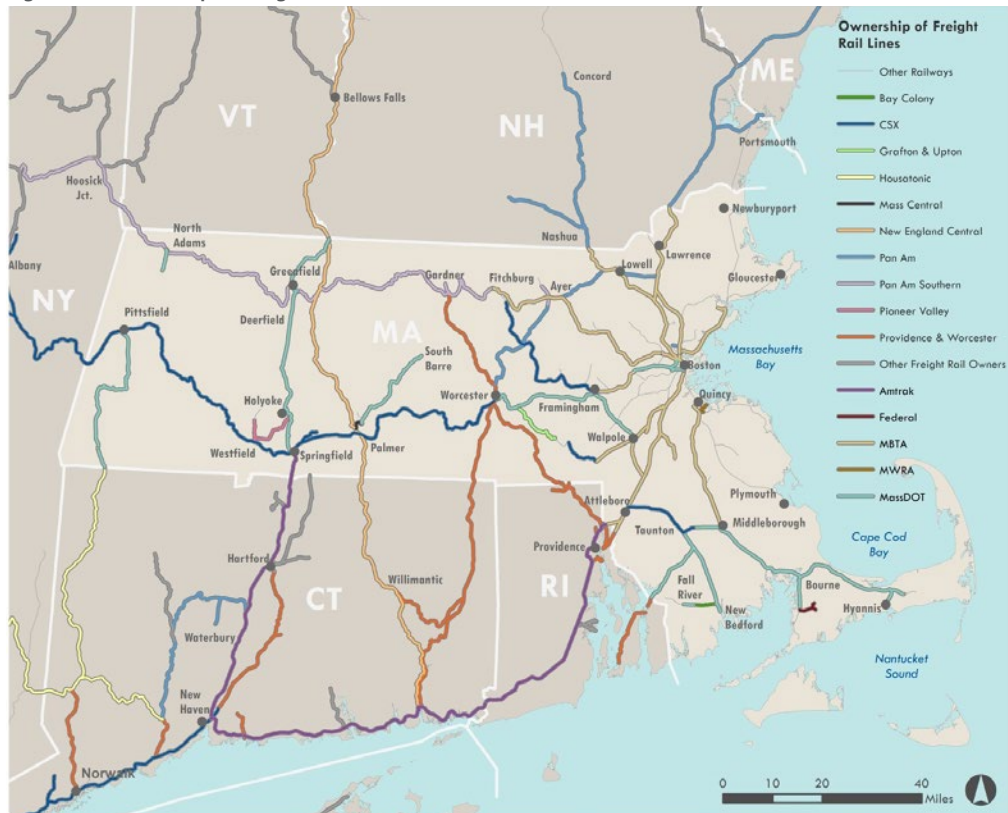 Ownership of Freight
Rail Lines
Other Railways
Bay Colony
CSX
Grafton & Upton
Housatonic
Mass Central
New England Central
Pan Am
Pan Am Southern
Pioneer Valley
Providence & Worcester
Other Freight Rail Owners
Amtrak
Federal
MBTA
MWRA
MassDOT
ME
Concord
Bellows Falls
VT
NH
Portsmouth
Hoosick
Jct.
Newburyport
North
Adams
Nashua
Lawrence
Albany
Greenfield
Gardner
Fitchburg
Ayer
Lowell
Gloucester
NY
Pittsfield
Deerfield
MA
South
Barre
Massachusetts
Bay
Boston
Holyoke
Worcester
Framingham
Quincy
Westfield
Springfield
Palmer
Walpole
Attleboro
Plymouth
Taunton
Middleborough
Cape Cod
Bay
Hartford
Providence
Willimantic
CT
RI
Fall
River
Bourne
New
Bedford
Hyannis
Waterbury
Nantucket
Sound
New
Haven
Norwalk
0 10 20 40
Miles